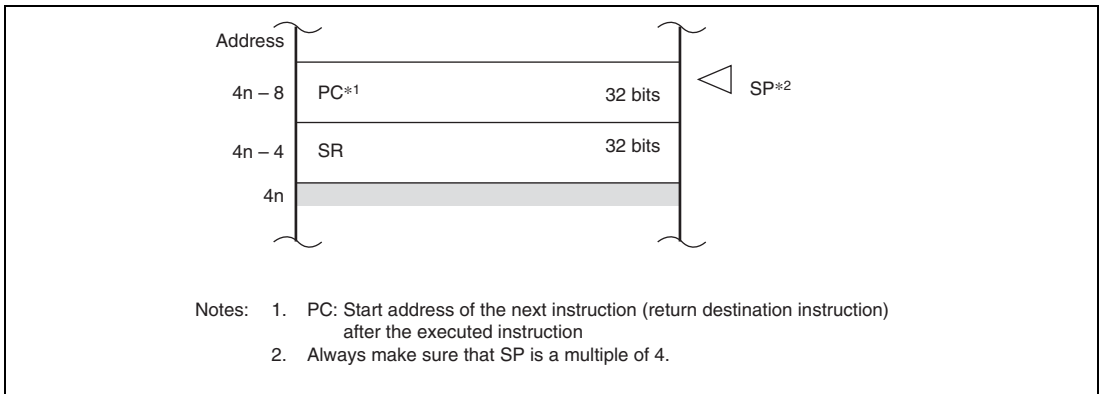 Address
4n – 8 PC*1 32 bits SP*2
4n – 4 SR 32 bits
4n
Notes: 1. PC: Start address of the next instruction (return destination instruction)
after the executed instruction
2. Always make sure that SP is a multiple of 4.